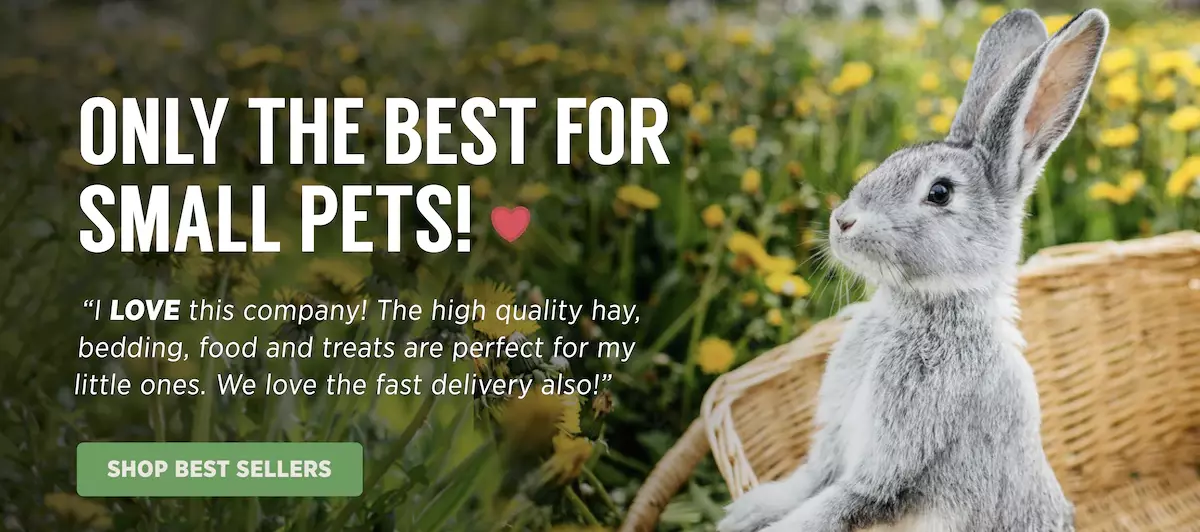 ONLY THE BEST FOR
SMALL PETS!
“I LOVE this company! The high quality hay,
bedding, food and treats are perfect for my
little ones. We love the fast delivery also!”
SHOP BEST SELLERS